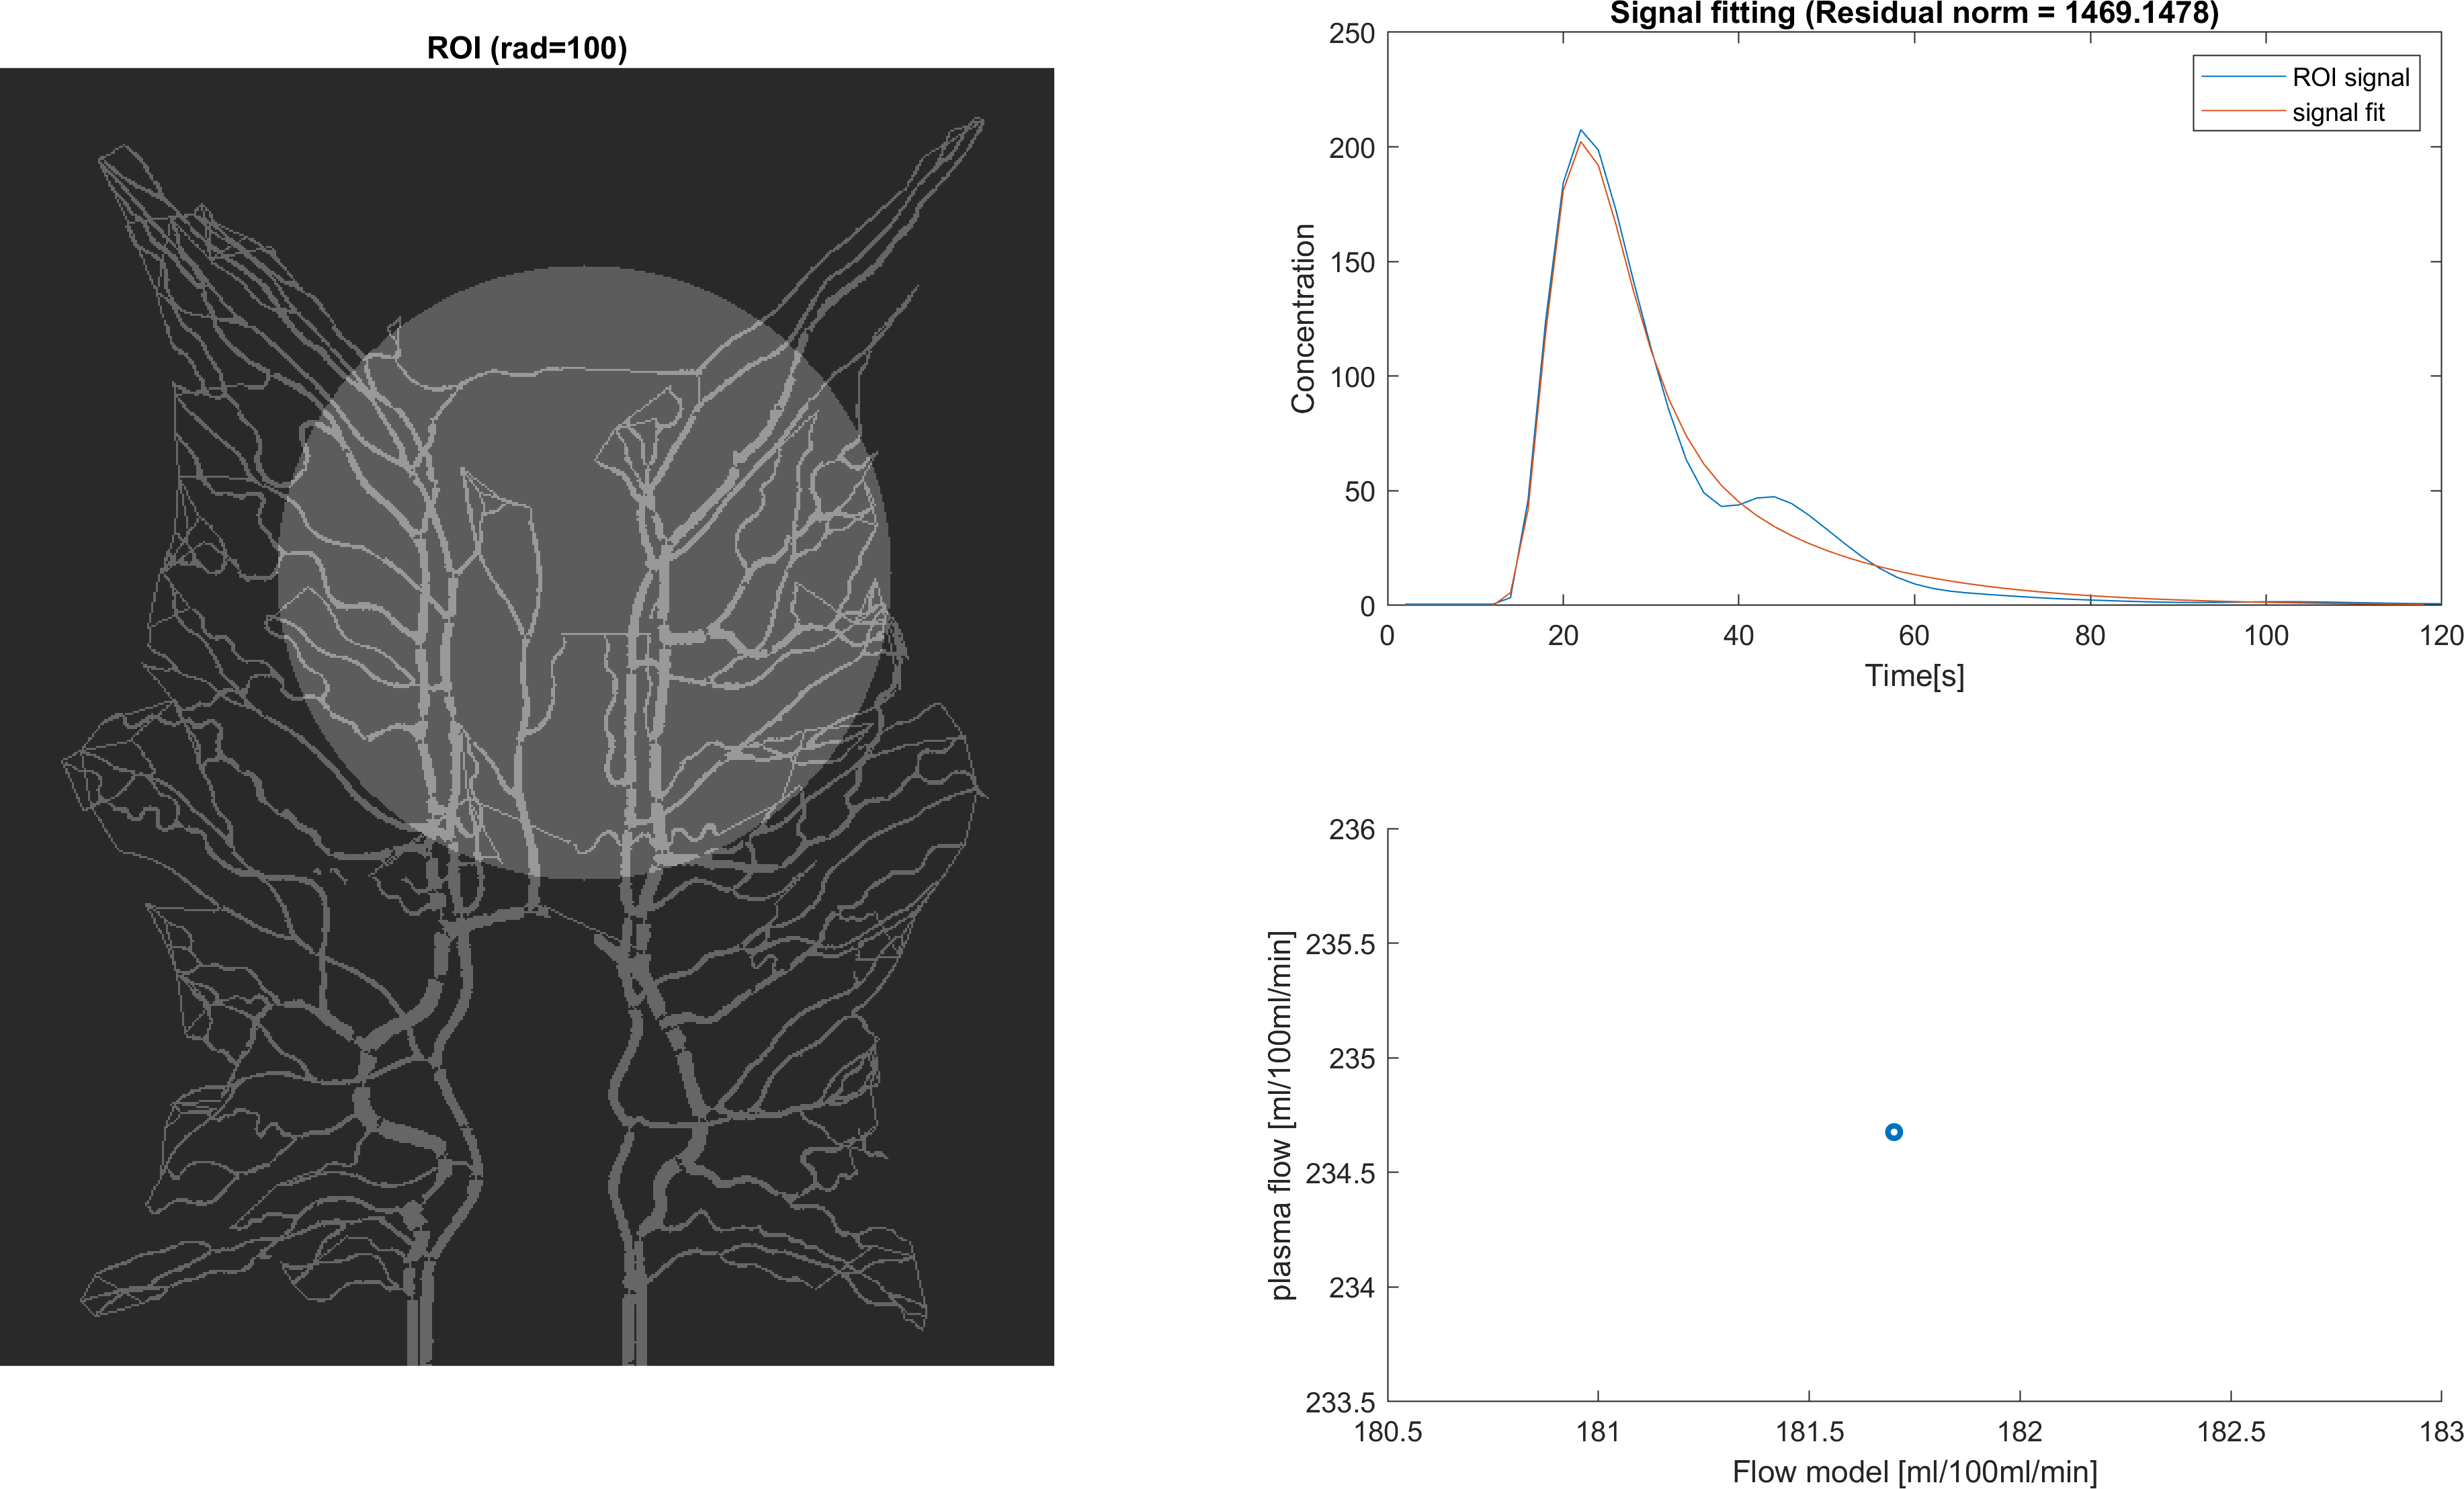 ROI (rad=100)
Signal fitting (Residual norm = 1469.1478)
250
200
150
100
50
0
Concentration
0 20 40 60 80 100 120
Time[s]
ROI signal
signal fit
236
235.5
235
234.5
234
233.5
plasma flow [ml/100ml/min]
180.5 181 181.5 182 182.5 183
Flow model [ml/100ml/min]